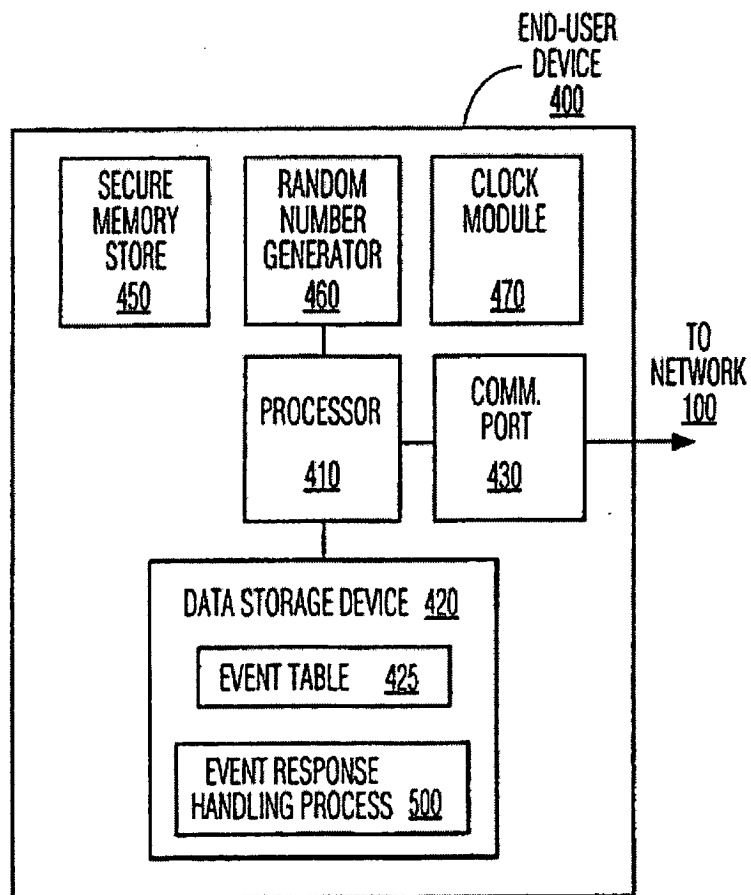 END-USER
DEVICE
400
SECURE
MEMORY
STORE
450
RANDOM
NUMBER
GENERATOR
460
CLOCK
MODULE
470
TO
NETWORK
100
PROCESSOR
410
COMM.
PORT
430
DATA STORAGE DEVICE 420
EVENT TABLE 425
EVENT RESPONSE
HANDLING PROCESS 500